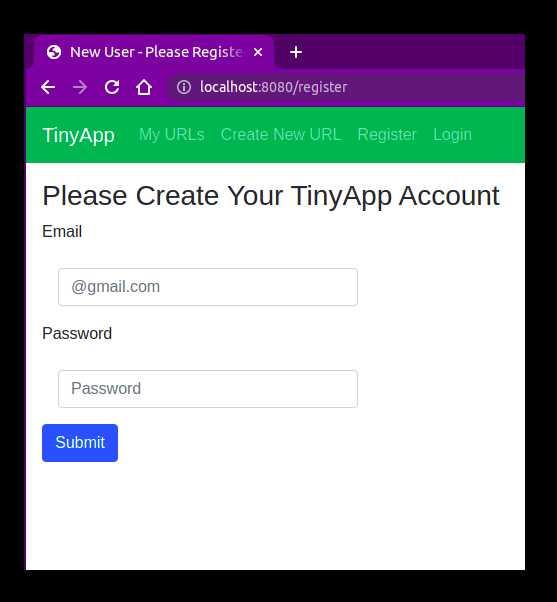 New User - Please Registe
localhost:8080/register
TinyApp My URLs Create New URL Register Login
Please Create Your TinyApp Account
Email
@gmail.com
Password
Password
Submit